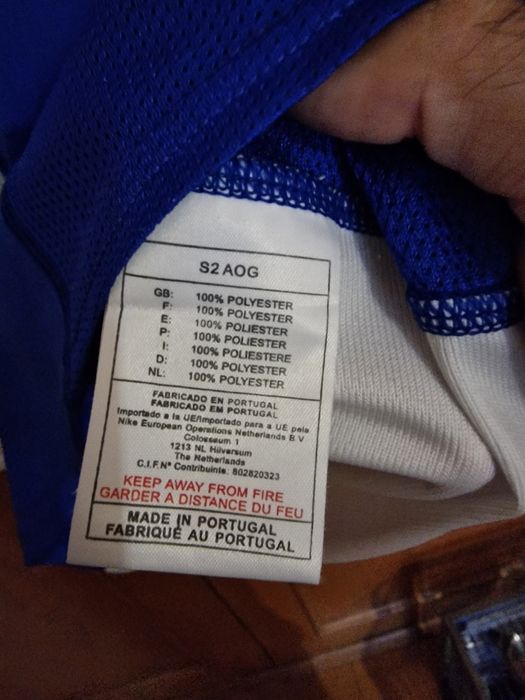 S2 AOG
GB: 100% POLYESTER
F: 100% POLYESTER
E: 100% POLIESTER
P: 100% POLIESTER
I: 100% POLIESTERE
D: 100% POLYESTER
NL: 100% POLYESTER
FABRICADO EN PORTUGAL
FABRICADO EM PORTUGAL
Importado a la UE/Importado para a UE pela
Nike European Operations Netherlands B.V
Colosseum 1
1213 NL Hilversum
The Netherlands
C.I.F.Nº Contribuinte: 802820323
KEEP AWAY FROM FIRE
GARDER A DISTANCE DU FEU
MADE IN PORTUGAL
FABRIQUÉ AU PORTUGAL